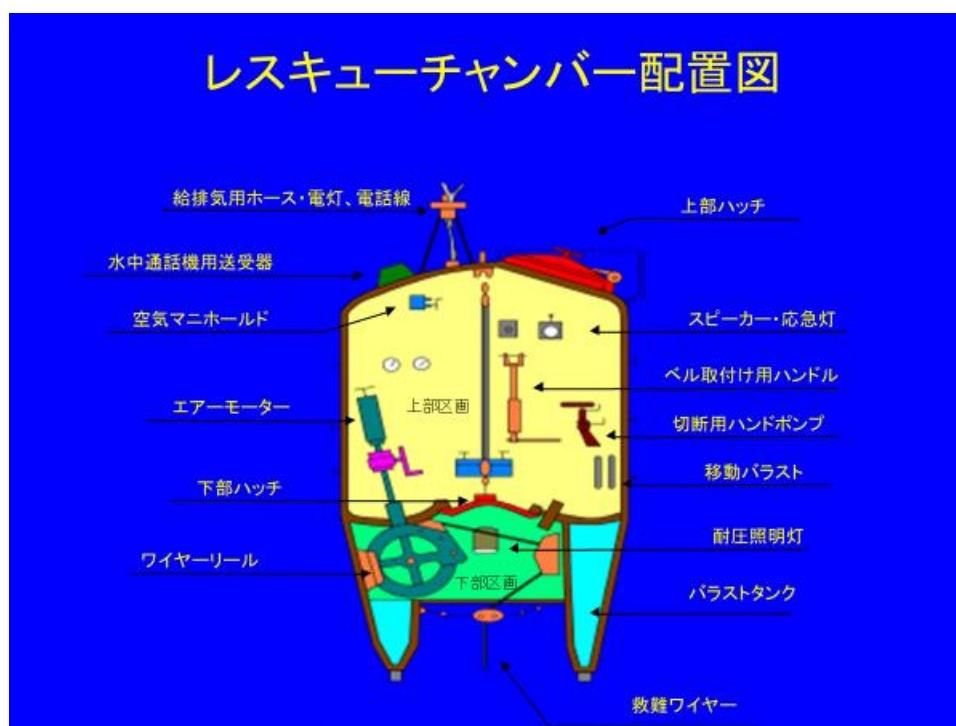 レスキューチャンバー配置図
給排気用ホース・電灯、電話線
上部ハッチ
水中通話機用送受器
空気マニホールド
スピーカー・応急灯
ベル取付け用ハンドル
エアーモーター
上部区画
切断用ハンドポンプ
移動バラスト
下部ハッチ
耐圧照明灯
ワイヤーリール
下部区画
バラストタンク
救難ワイヤー